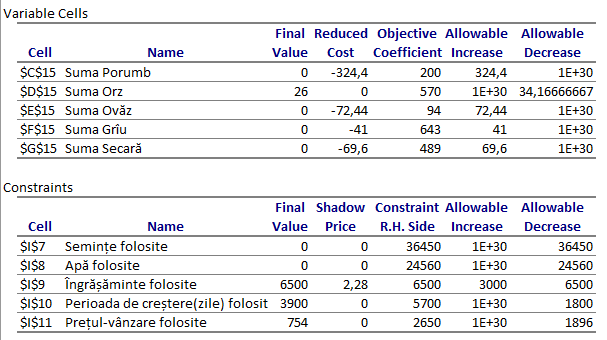 Variable Cells
Final Reduced Objective Allowable Allowable
Cell Name Value Cost Coefficient Increase Decrease
$C$15 Suma Porumb 0 -324,4 200 324,4 1E+30
$D$15 Suma Orz 26 0 570 1E+30 34,16666667
$E$15 Suma Ovăz 0 -72,44 94 72,44 1E+30
$F$15 Suma Grîu 0 -41 643 41 1E+30
$G$15 Suma Secară 0 -69,6 489 69,6 1E+30
Constraints
Final Shadow Constraint Allowable Allowable
Cell Name Value Price R.H. Side Increase Decrease
$I$7 Semințe folosite 0 0 36450 1E+30 36450
$I$8 Apă folosite 0 0 24560 1E+30 24560
$I$9 Îngrășăminte folosite 6500 2,28 6500 3000 6500
$I$10 Perioada de creștere(zile) folosit 3900 0 5700 1E+30 1800
$I$11 Prețul-vânzare folosite 754 0 2650 1E+30 1896